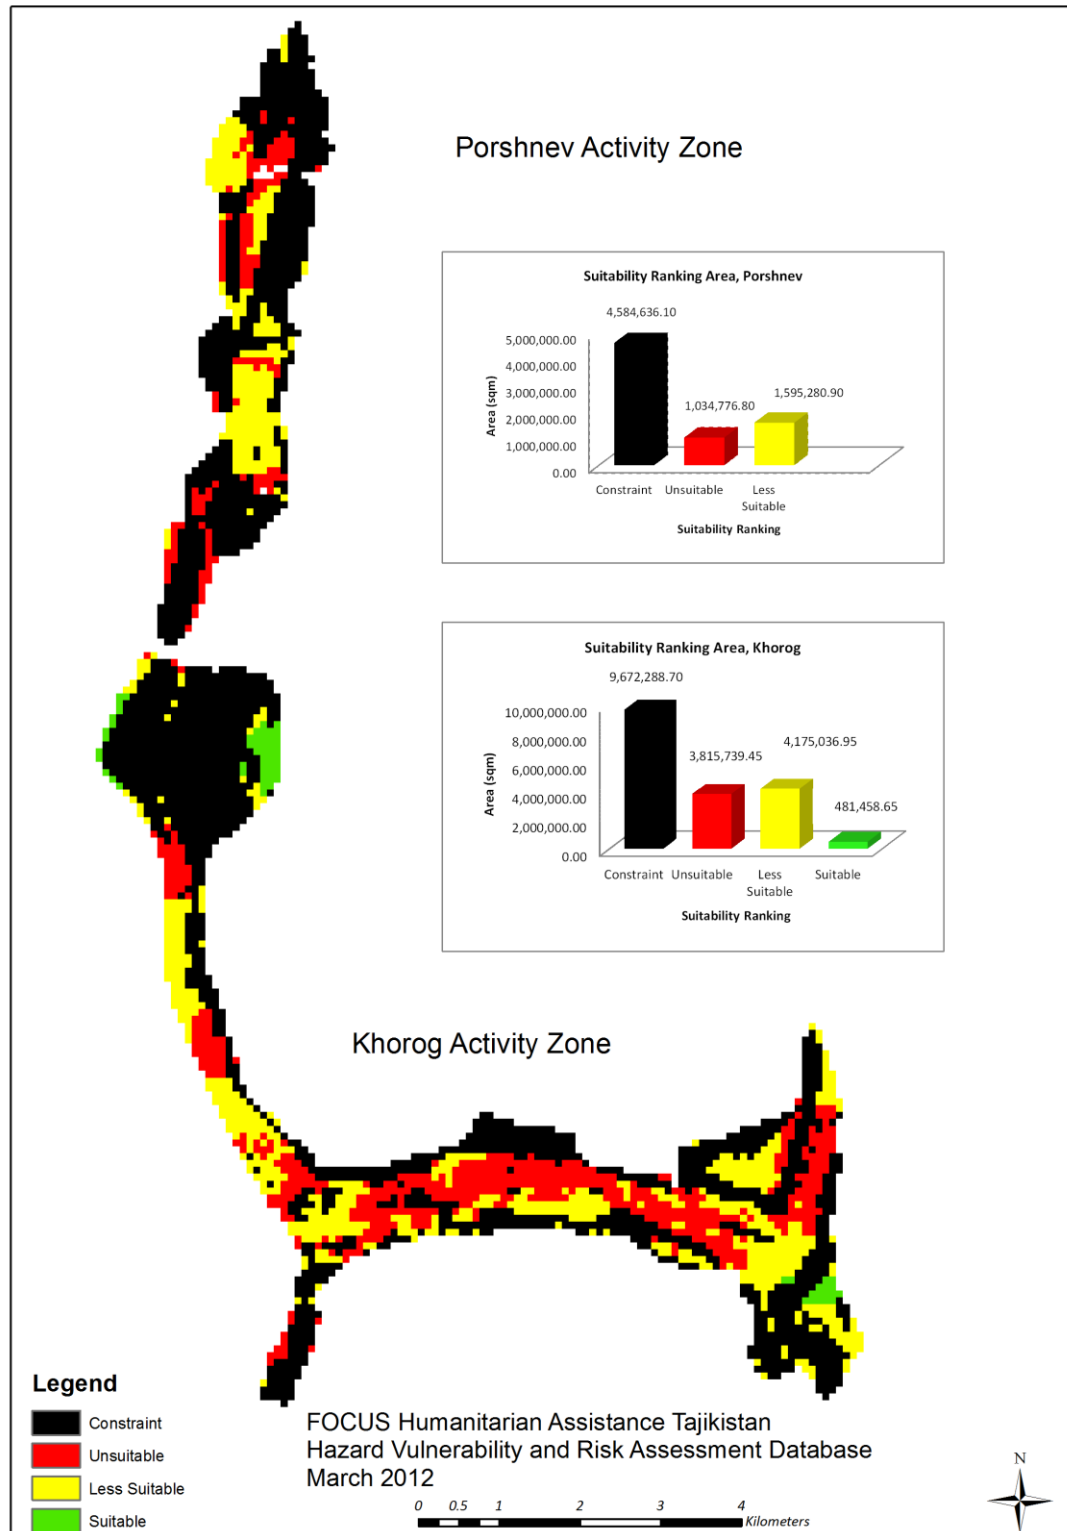 Porshnev Activity Zone
Suitability Ranking Area, Porshnev
4,584,636.10
5,000,000.00
4,000,000.00
3,000,000.00
2,000,000.00
1,000,000.00
0.00
Area (sqm)
1,034,776.80
1,595,280.90
Constraint
Unsuitable
Less
Suitable
Suitability Ranking
Suitability Ranking Area, Khorog
9,672,288.70
10,000,000.00
8,000,000.00
6,000,000.00
4,000,000.00
2,000,000.00
0.00
Area (sqm)
3,815,739.45
4,175,036.95
481,458.65
Constraint
Unsuitable
Less
Suitable
Suitable
Suitability Ranking
Khorog Activity Zone
Legend
Constraint
Unsuitable
Less Suitable
Suitable
FOCUS Humanitarian Assistance Tajikistan
Hazard Vulnerability and Risk Assessment Database
March 2012
0 0.5 1 2 3 4
Kilometers
N